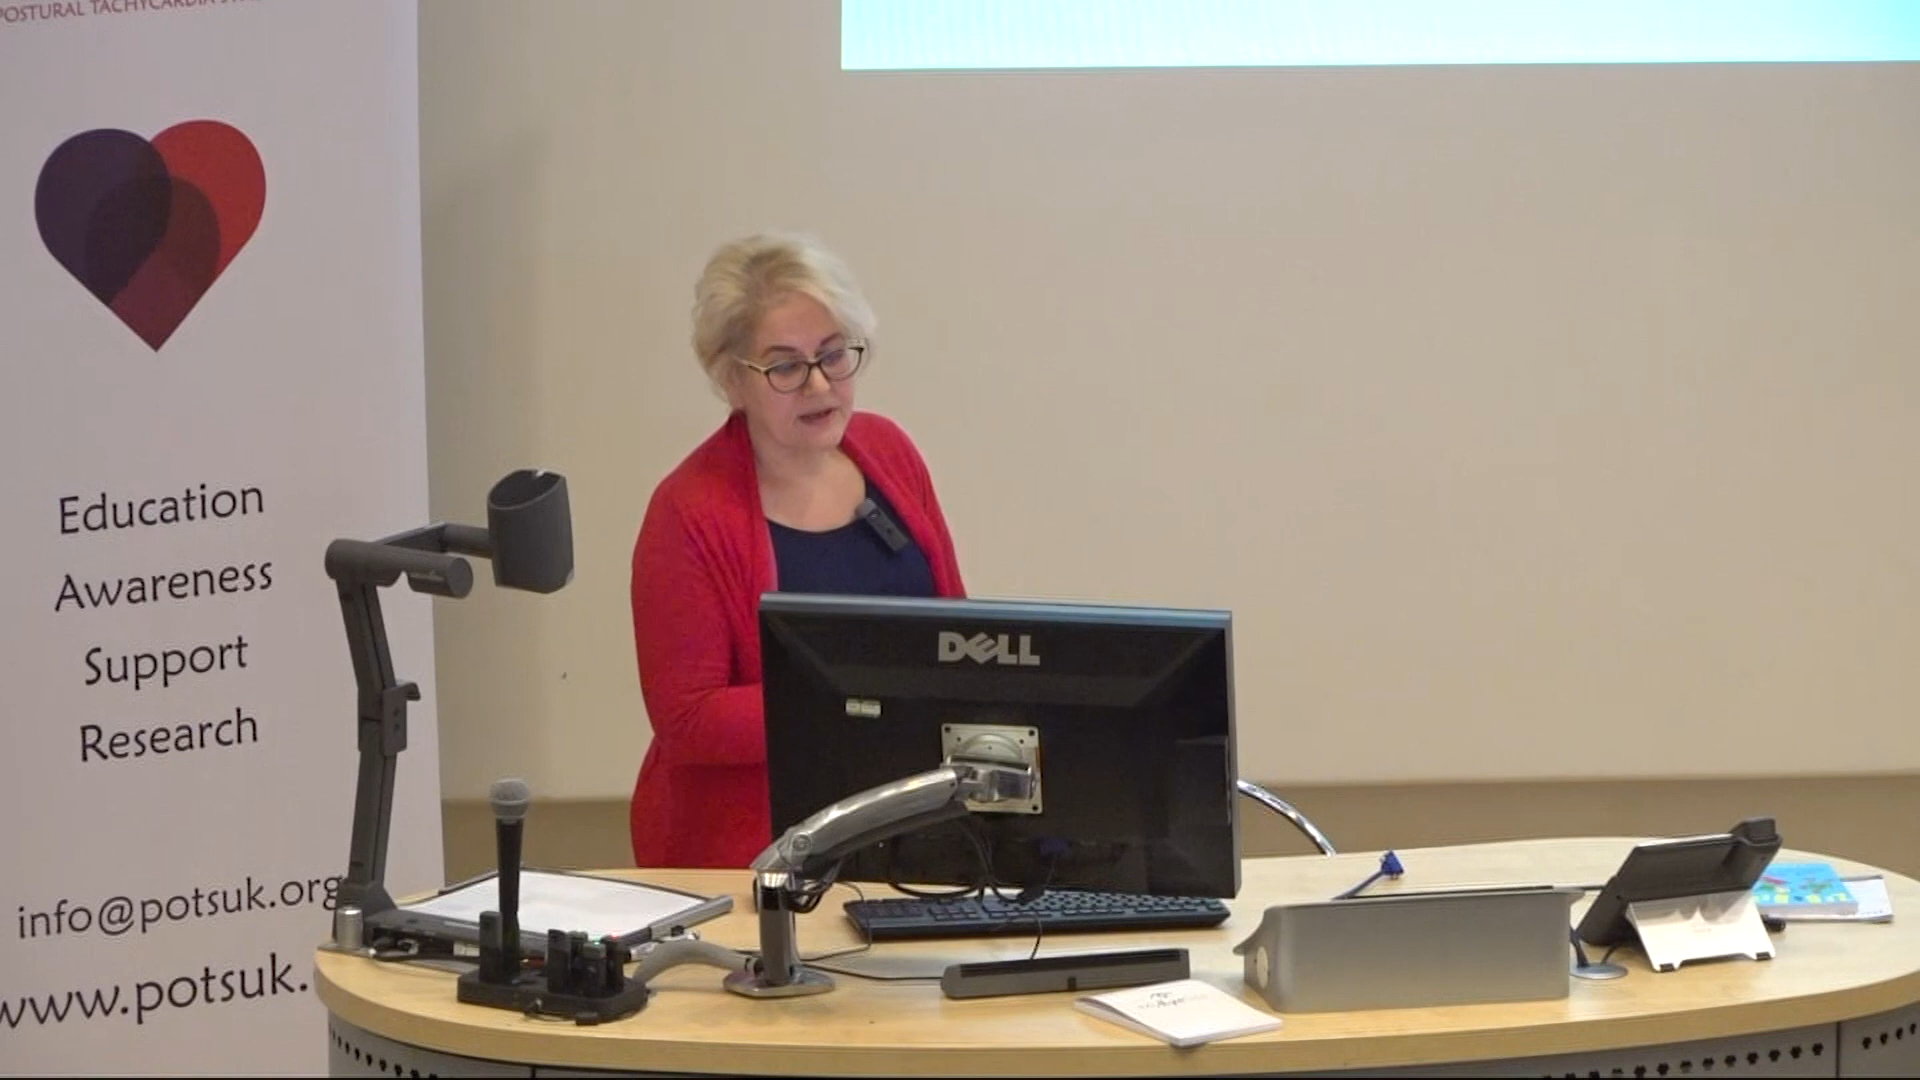 POSTURAL TACHYCARDIA
Education
Awareness
Support
Research
info@potsuk.org
www.potsuk.
DELL